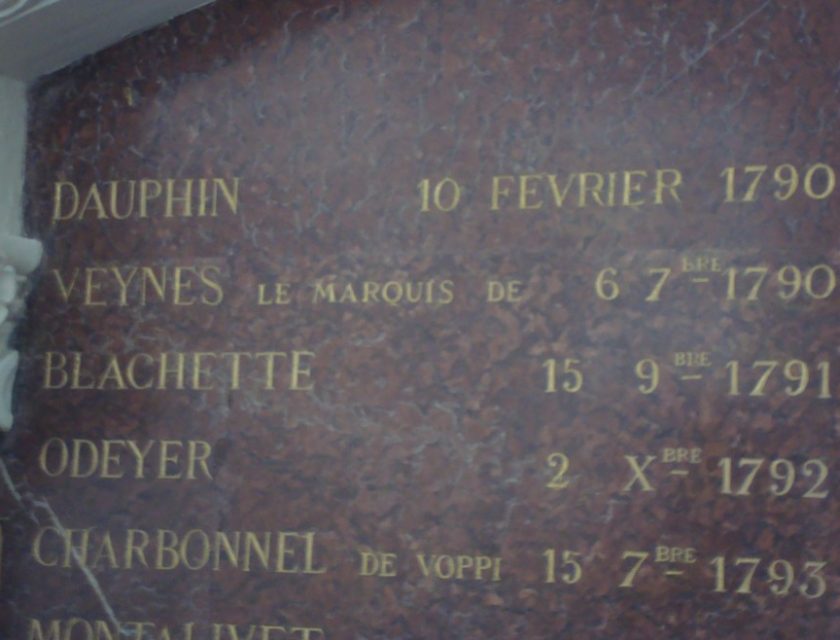 DAUPHIN 10 FEVRIER 1790
VEYNES LE MARQUIS DE 6 7BRE 1790
BLACHETTE 15 9BRE 1791
ODEYER 2 XBRE 1792
CHARBONNEL DE VOPPI 15 7BRE 1793
MONTALIVET